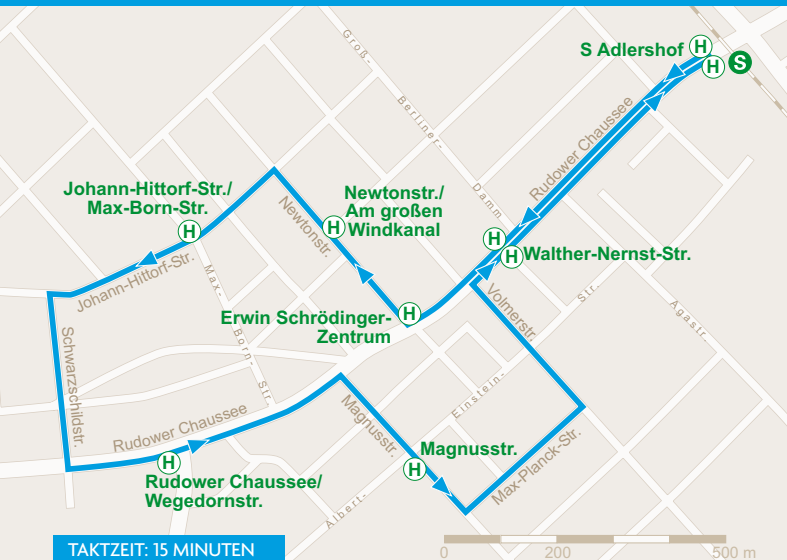 S Adlershof
H
H
S
Groß-
Berliner-
Damm
Rudower Chaussee
Johann-Hittorf-Str./
Max-Born-Str.
H
Newtonstr./
Am großen
Windkanal
H
Newtonstr.
H
H
Walther-Nernst-Str.
Johann-Hittorf-Str.
Max-
Born-
Str.
Erwin Schrödinger-
Zentrum
H
Volmerstr.
Agastr.
Schwarzschildstr.
Rudower Chaussee
Magnusstr.
Albert-
Einstein-
Str.
H
Magnusstr.
Max-Planck-Str.
H
Rudower Chaussee/
Wegedornstr.
TAKTZEIT: 15 MINUTEN
0 200 500 m